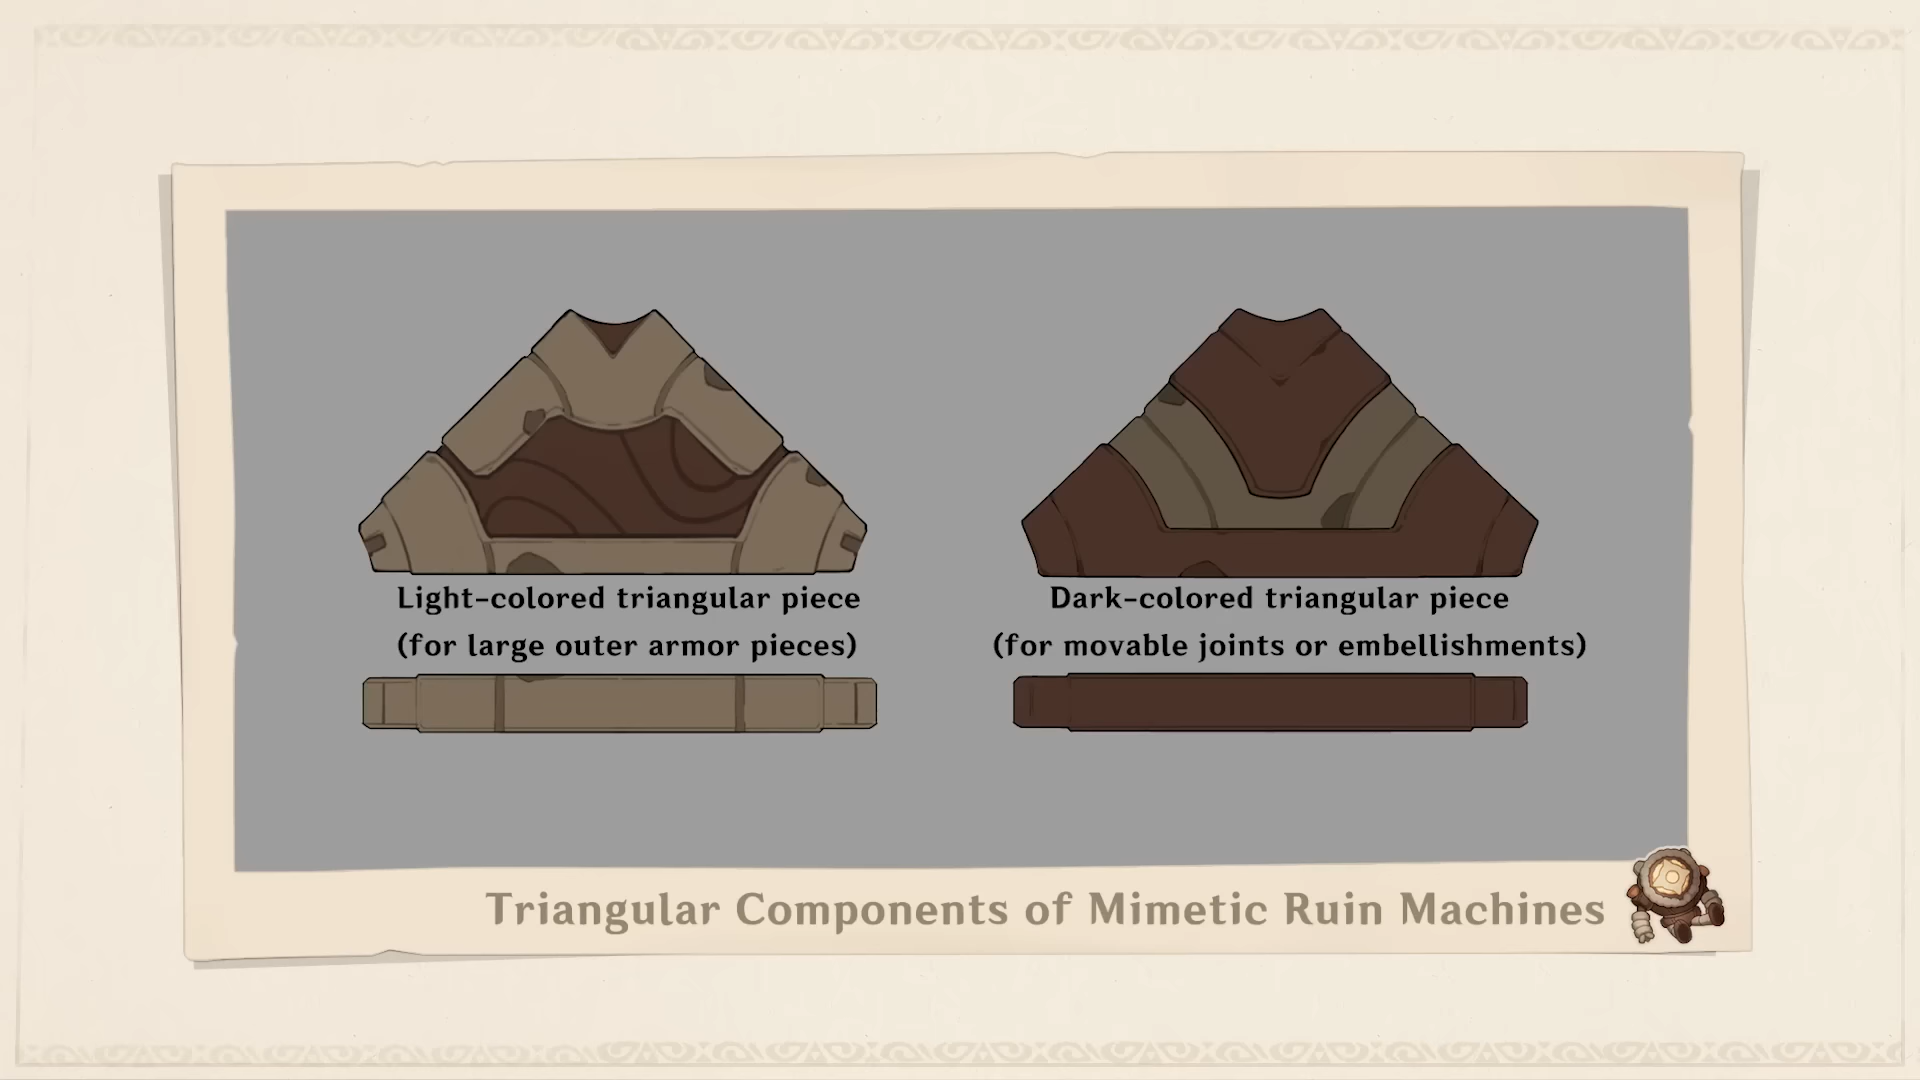 Light-colored triangular piece
(for large outer armor pieces)
Dark-colored triangular piece
(for movable joints or embellishments)
Triangular Components of Mimetic Ruin Machines